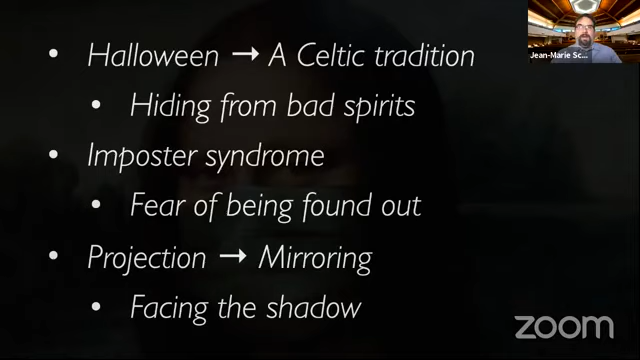 • Halloween → A Celtic tradition
• Hiding from bad spirits
• Imposter syndrome
• Fear of being found out
• Projection → Mirroring
• Facing the shadow
Jean-Marie Sc...
zoom